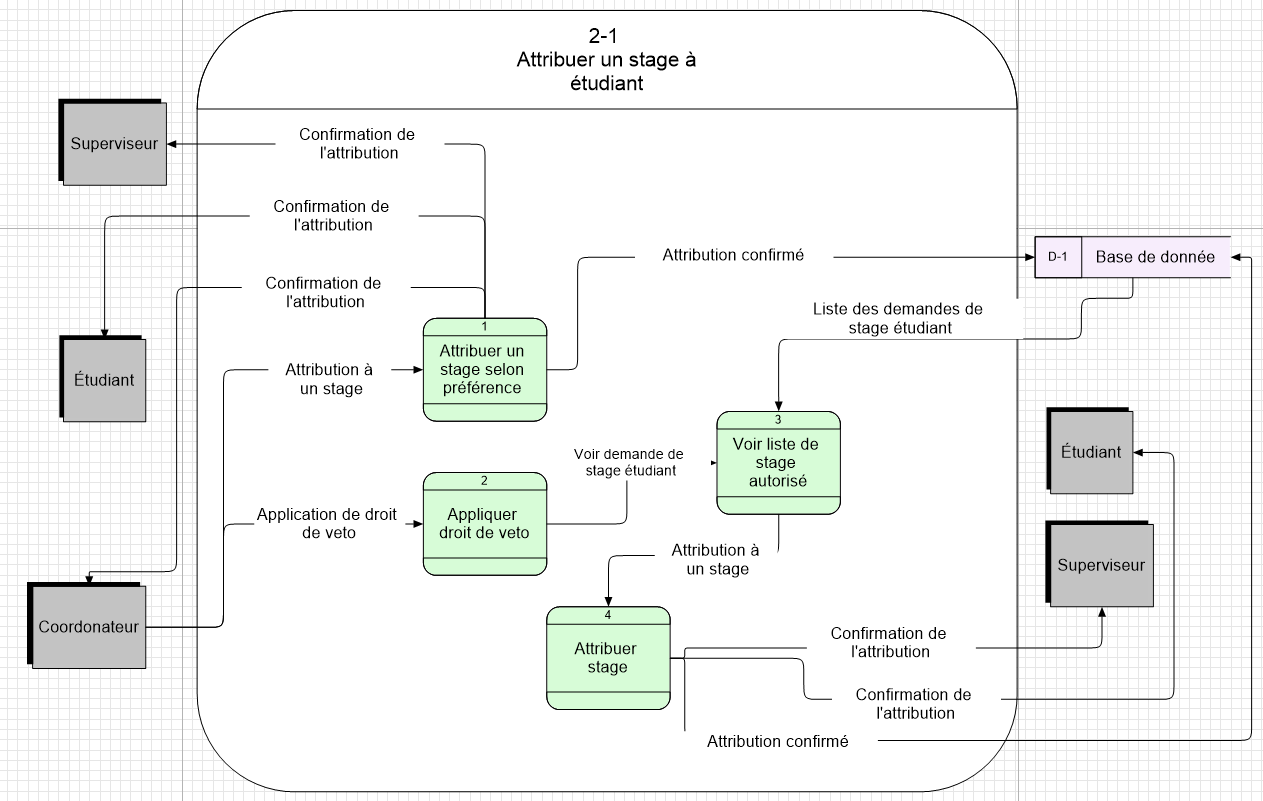 2-1
Attribuer un stage à
étudiant
Superviseur
Confirmation de
l'attribution
Confirmation de
l'attribution
Confirmation de
l'attribution
Attribution confirmé
D-1
Base de donnée
Liste des demandes de
stage étudiant
1
Attribuer un
stage selon
préférence
Étudiant
Attribution à
un stage
3
Voir liste de
stage
autorisé
Étudiant
Voir demande de
stage étudiant
2
Appliquer
droit de veto
Application de droit
de veto
Attribution à
un stage
Superviseur
Coordonateur
4
Attribuer
stage
Confirmation de
l'attribution
Confirmation de
l'attribution
Attribution confirmé